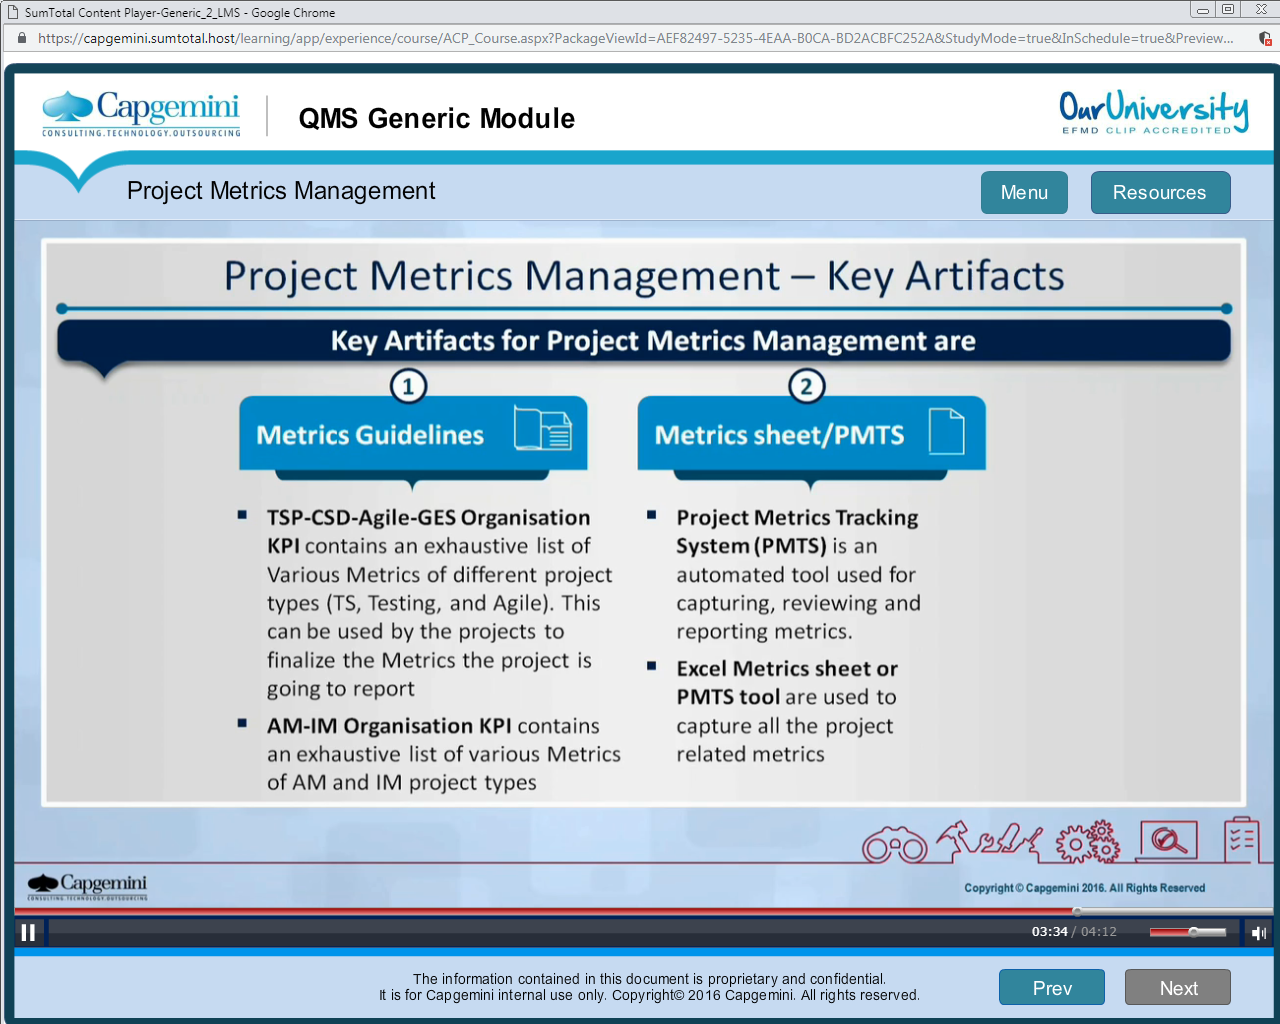 SumTotal Content Player-Generic_2_LMS - Google Chrome
https://capgemini.sumtotal.host/learning/app/experience/course/ACP_Course.aspx?PackageViewId=AEF82497-5235-4EAA-B0CA-BD2ACBFC252A&StudyMode=true&InSchedule=true&Preview...
Capgemini
CONSULTING.TECHNOLOGY.OUTSOURCING
QMS Generic Module
OurUniversity
EFMD CLIP ACCREDITED
Project Metrics Management
Menu
Resources
Project Metrics Management – Key Artifacts
Key Artifacts for Project Metrics Management are
1
Metrics Guidelines
TSP-CSD-Agile-GES Organisation
KPI contains an exhaustive list of
Various Metrics of different project
types (TS, Testing, and Agile). This
can be used by the projects to
finalize the Metrics the project is
going to report
AM-IM Organisation KPI contains
an exhaustive list of various Metrics
of AM and IM project types
2
Metrics sheet/PMTS
Project Metrics Tracking
System (PMTS) is an
automated tool used for
capturing, reviewing and
reporting metrics.
Excel Metrics sheet or
PMTS tool are used to
capture all the project
related metrics
Capgemini
CONSULTING.TECHNOLOGY.OUTSOURCING
Copyright © Capgemini 2016. All Rights Reserved
03:34 / 04:12
The information contained in this document is proprietary and confidential.
It is for Capgemini internal use only. Copyright© 2016 Capgemini. All rights reserved.
Prev
Next